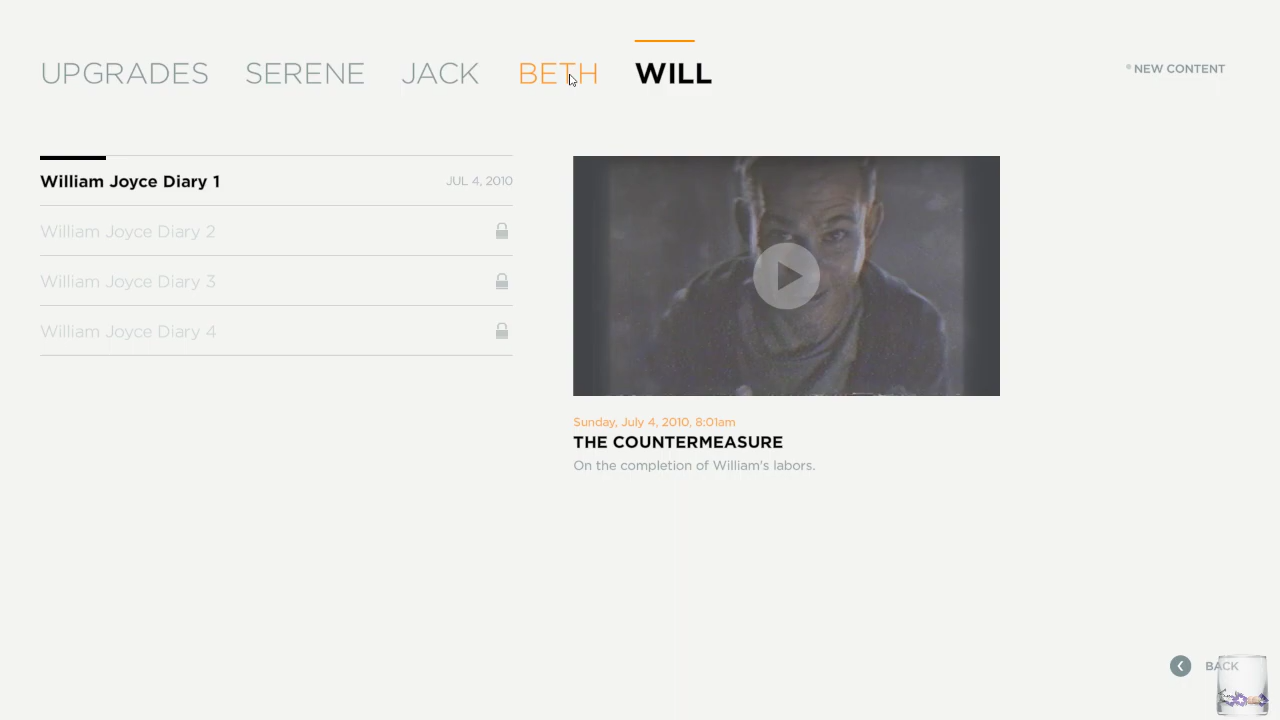 UPGRADES SERENE JACK BETH WILL
NEW CONTENT
William Joyce Diary 1 JUL 4, 2010
William Joyce Diary 2
William Joyce Diary 3
William Joyce Diary 4
Sunday, July 4, 2010, 8:01am
THE COUNTERMEASURE
On the completion of William's labors.
BACK